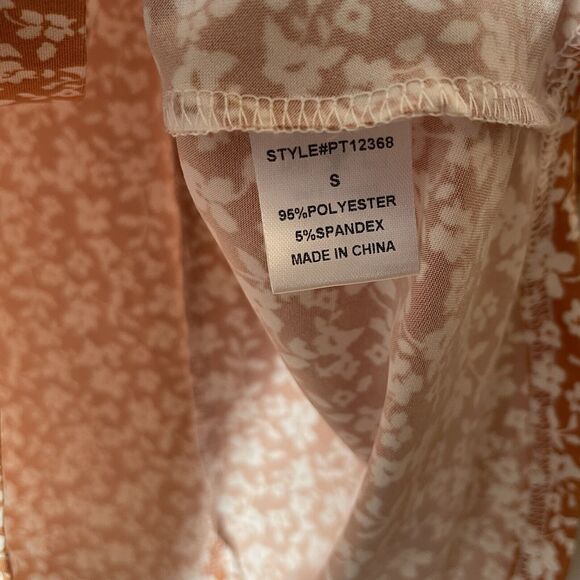 STYLE#PT12368
S
95%POLYESTER
5%SPANDEX
MADE IN CHINA